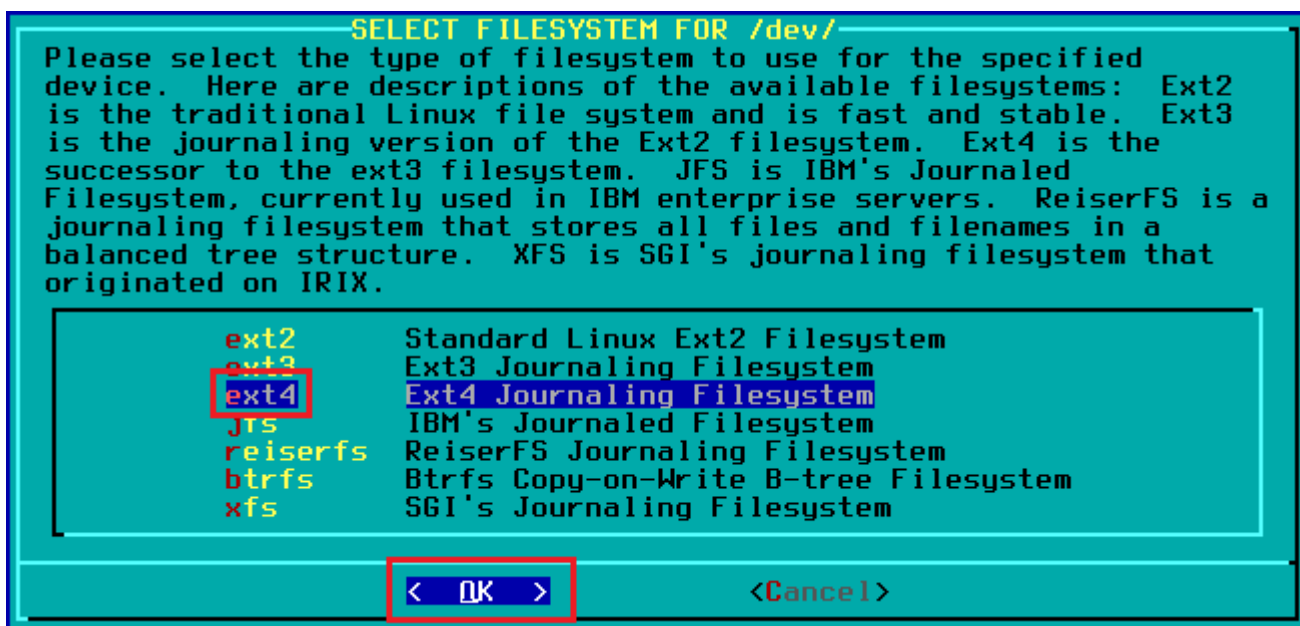 SELECT FILESYSTEM FOR /dev/
Please select the type of filesystem to use for the specified
device.  Here are descriptions of the available filesystems:  Ext2
is the traditional Linux file system and is fast and stable.  Ext3
is the journaling version of the Ext2 filesystem.  Ext4 is the
successor to the ext3 filesystem.  JFS is IBM's Journaled
Filesystem, currently used in IBM enterprise servers.  ReiserFS is a
journaling filesystem that stores all files and filenames in a
balanced tree structure.  XFS is SGI's journaling filesystem that
originated on IRIX.
ext2 Standard Linux Ext2 Filesystem
ext3 Ext3 Journaling Filesystem
ext4 Ext4 Journaling Filesystem
jfs IBM's Journaled Filesystem
reiserfs ReiserFS Journaling Filesystem
btrfs Btrfs Copy-on-Write B-tree Filesystem
xfs SGI's Journaling Filesystem
< OK > <Cancel>